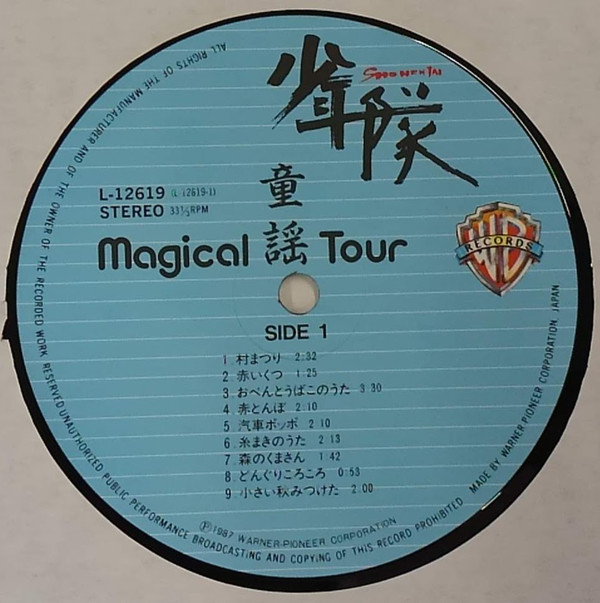 少年隊
SHONENTAI
L-12619 (L-12619-1)
STEREO 33⅓RPM
Magical 童謡 Tour
WB RECORDS
SIDE 1
1 村まつり 2:32
2 赤いくつ 1:25
3 おべんとうばこのうた 3:30
4 赤とんぼ 2:10
5 汽車ポッポ 2:10
6 糸まきのうた 2:13
7 森のくまさん 1:42
8 どんぐりころころ 0:53
9 小さい秋みつけた 2:00
Ⓟ1987 WARNER-PIONEER CORPORATION
ALL RIGHTS OF THE MANUFACTURER AND OF THE OWNER OF THE RECORDED WORK RESERVED UNAUTHORIZED PUBLIC PERFORMANCE BROADCASTING AND COPYING OF THIS RECORD PROHIBITED MADE BY WARNER-PIONEER CORPORATION, JAPAN